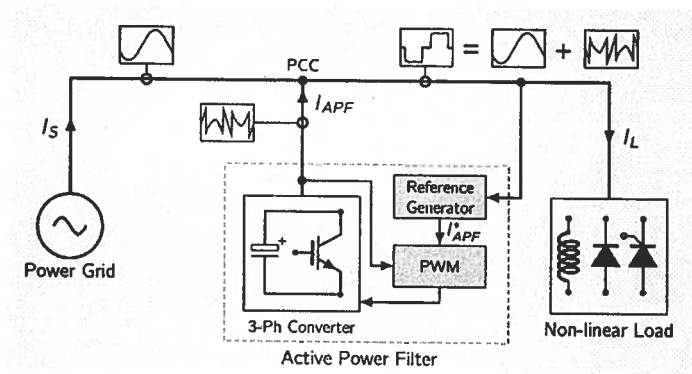 =
+
PCC
I_APF
I_S
I_L
Reference
Generator
I*_APF
+
PWM
Power Grid
3-Ph Converter
Non-linear Load
Active Power Filter